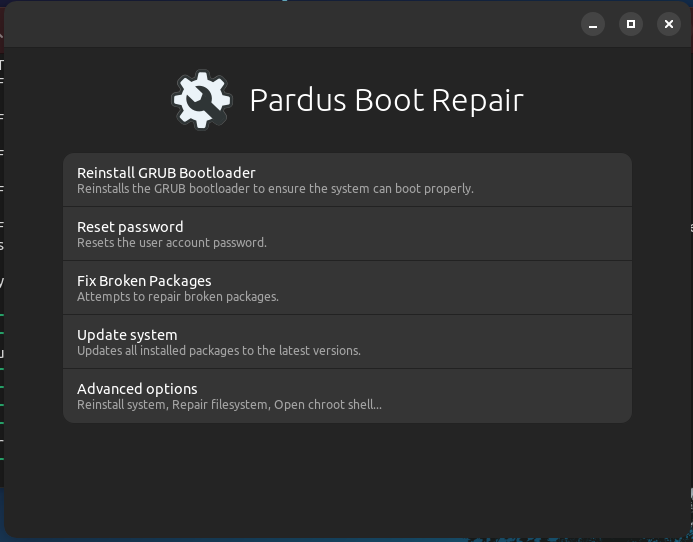 Pardus Boot Repair
Reinstall GRUB Bootloader
Reinstalls the GRUB bootloader to ensure the system can boot properly.
Reset password
Resets the user account password.
Fix Broken Packages
Attempts to repair broken packages.
Update system
Updates all installed packages to the latest versions.
Advanced options
Reinstall system, Repair filesystem, Open chroot shell...